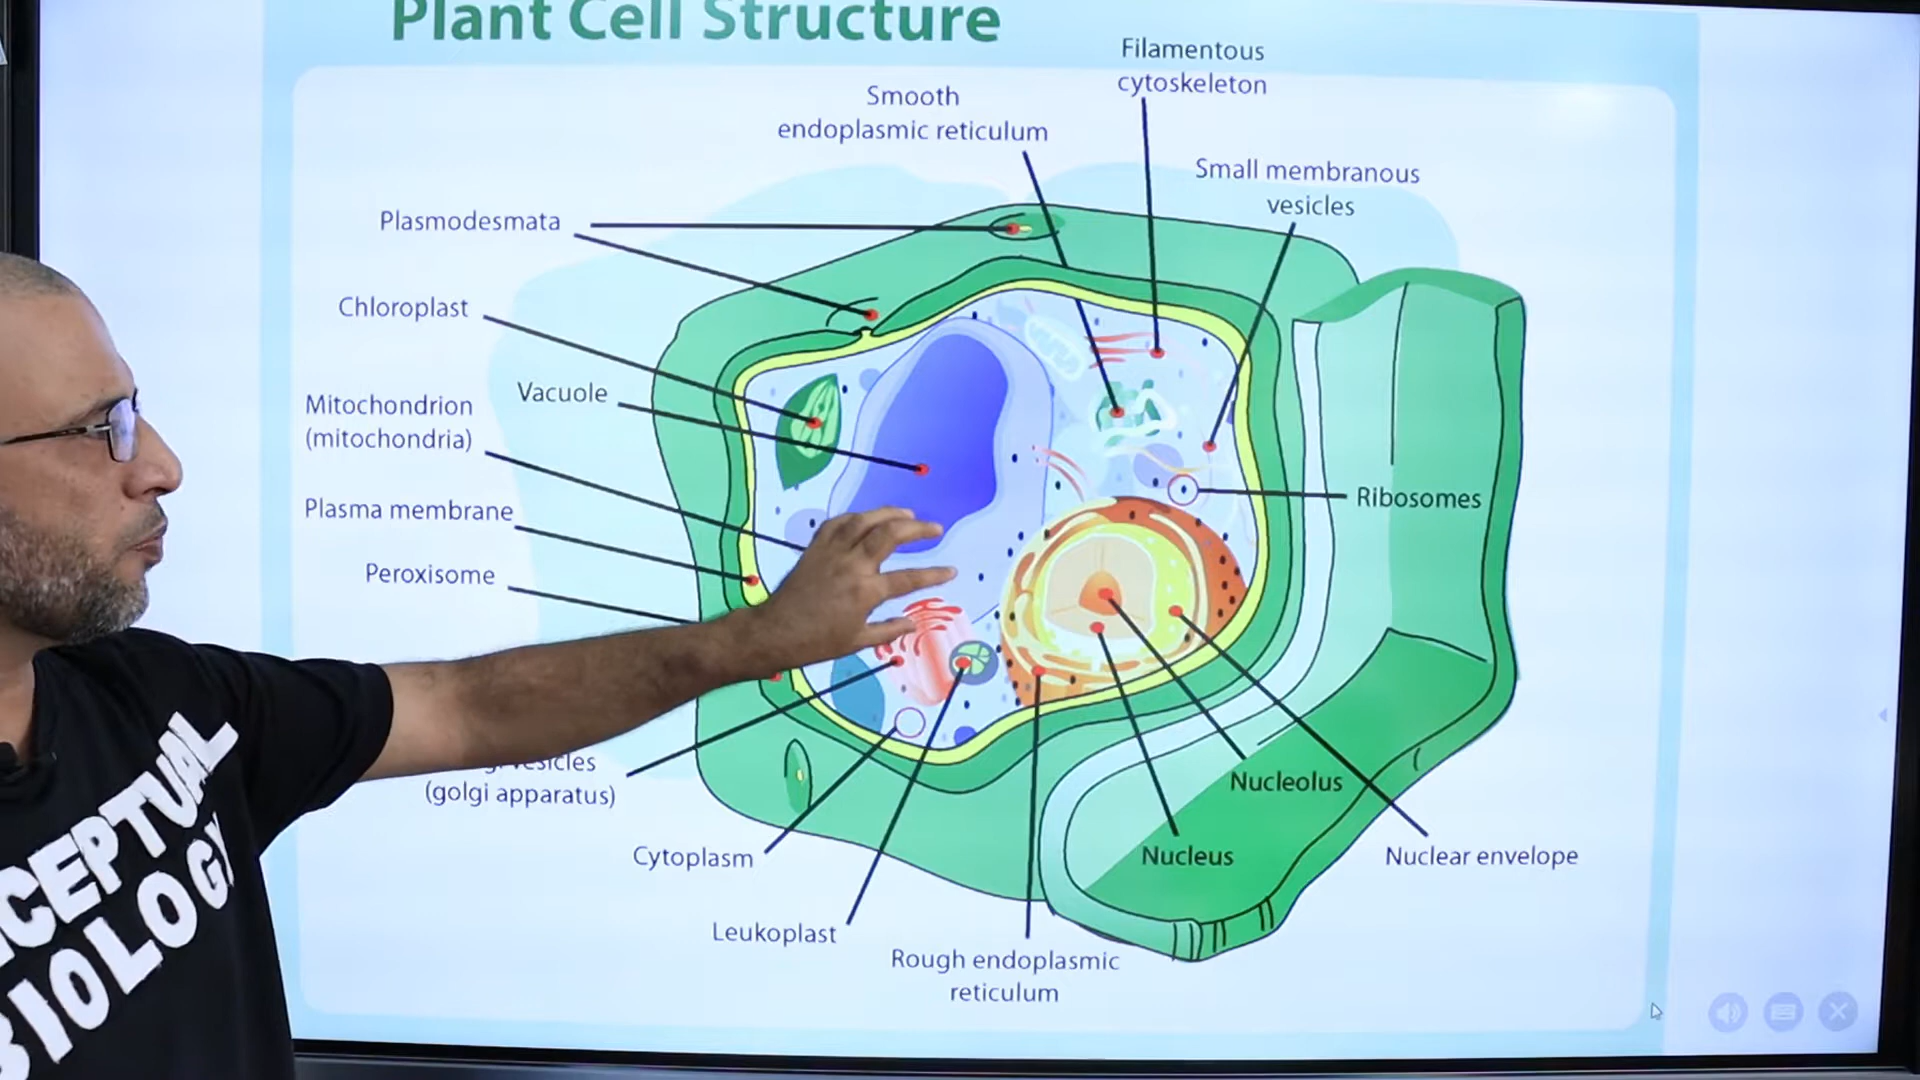 Plant Cell Structure
Filamentous
cytoskeleton
Smooth
endoplasmic reticulum
Small membranous
vesicles
Plasmodesmata
Chloroplast
Vacuole
Mitochondrion
(mitochondria)
Plasma membrane
Ribosomes
Peroxisome
vesicles
(golgi apparatus)
Nucleolus
Cytoplasm
Nucleus
Nuclear envelope
Leukoplast
Rough endoplasmic
reticulum
BIOLOGY